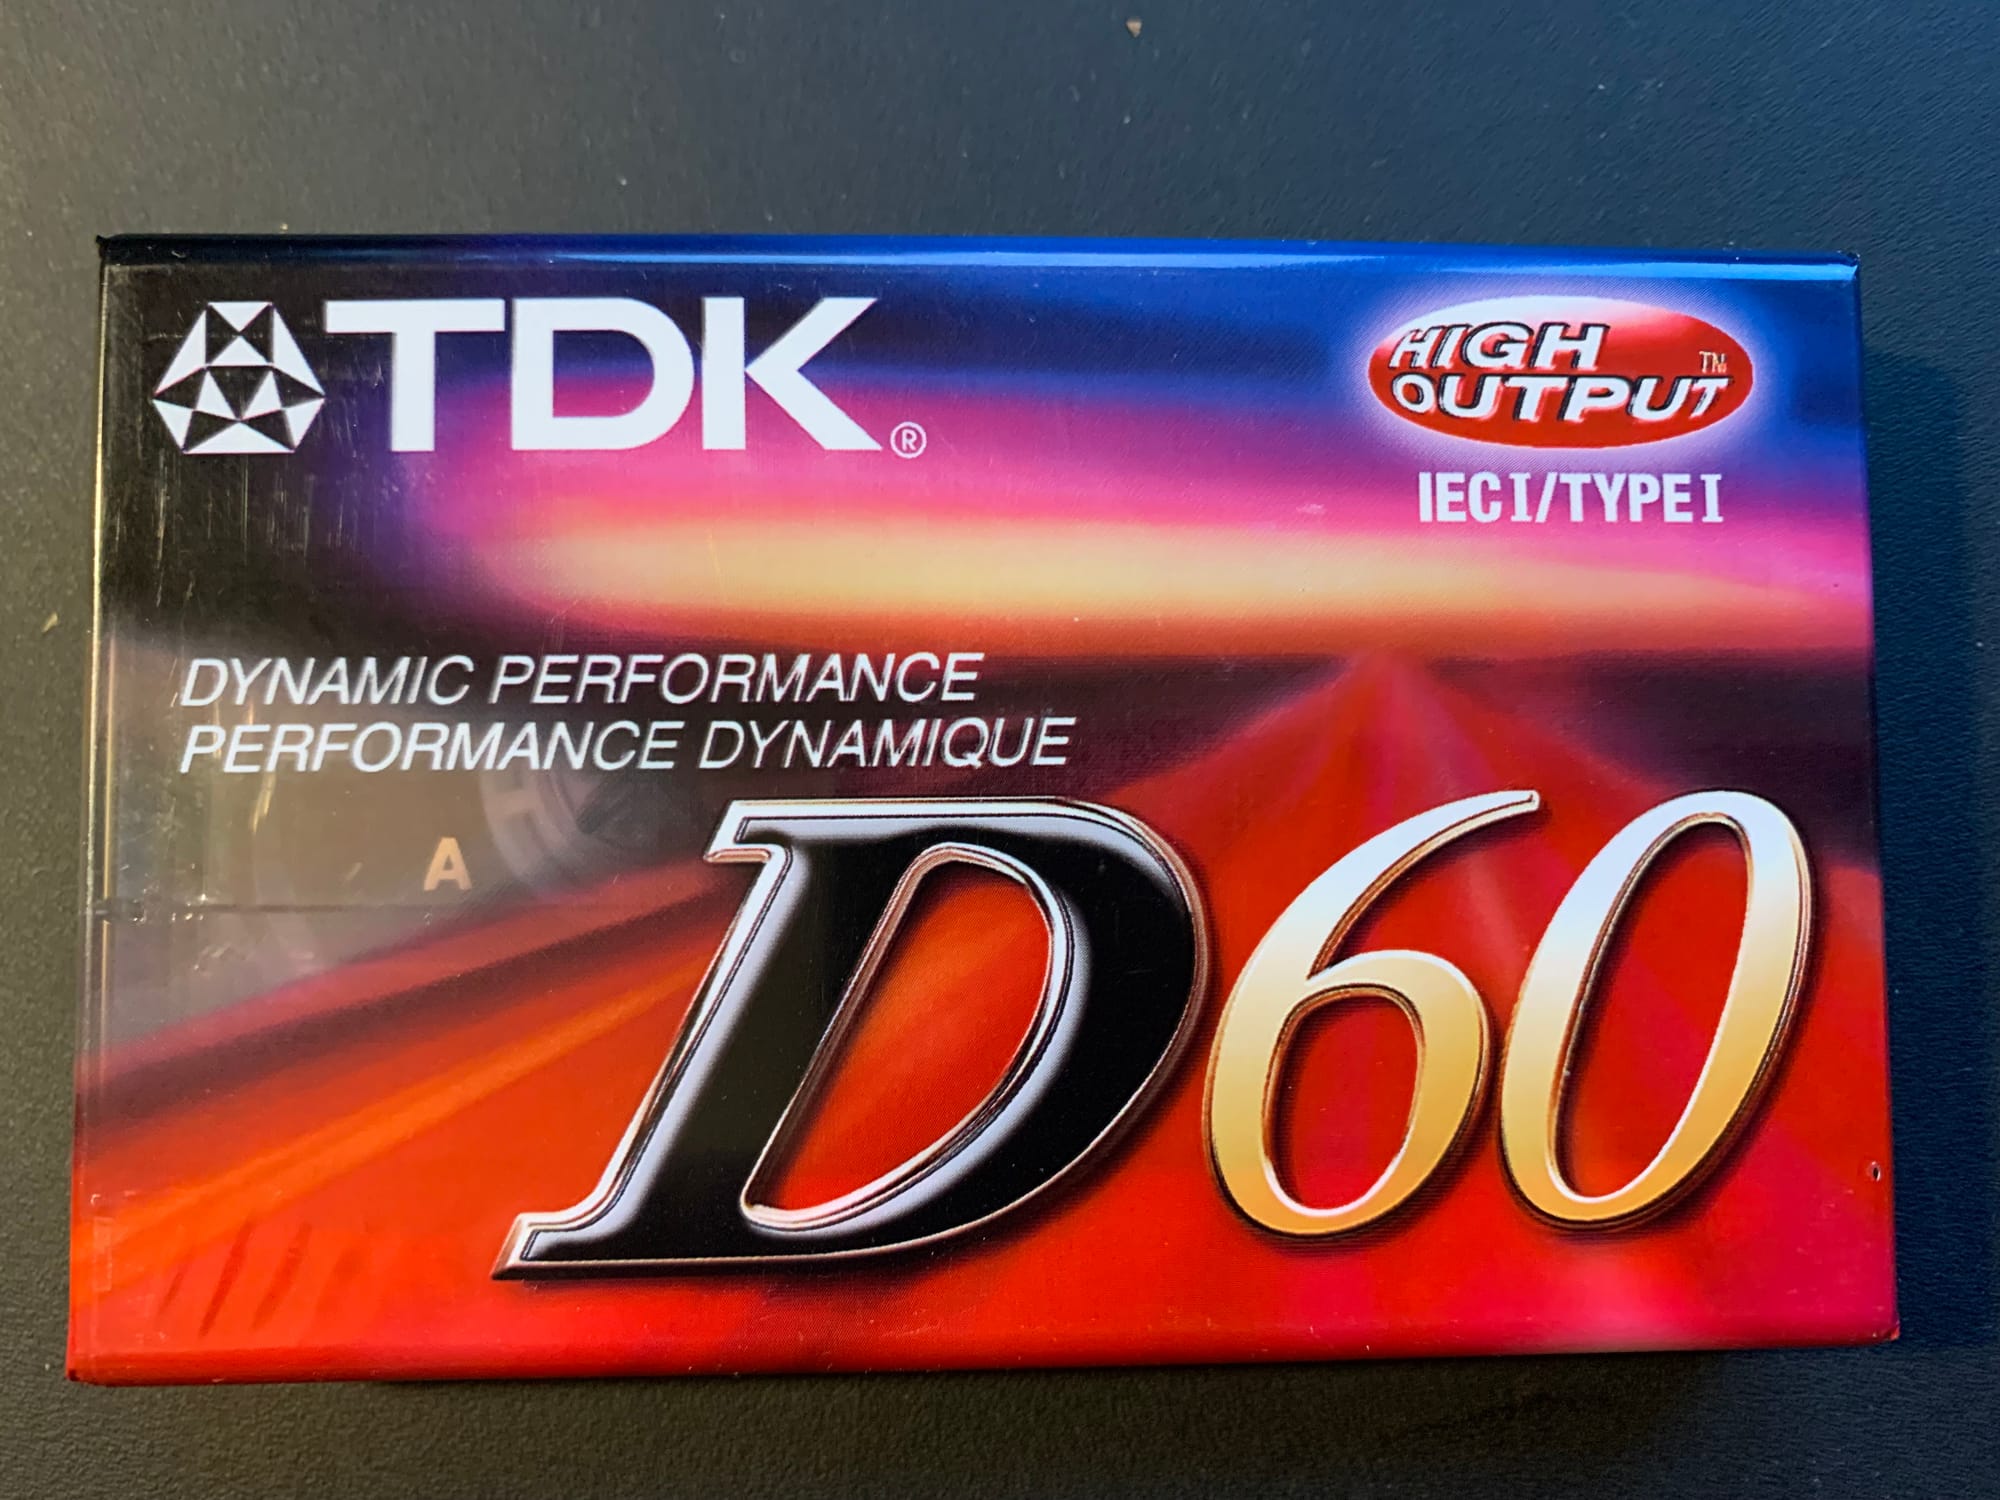 TDK®
HIGH
OUTPUT™
IEC I/TYPE I
DYNAMIC PERFORMANCE
PERFORMANCE DYNAMIQUE
A
D60